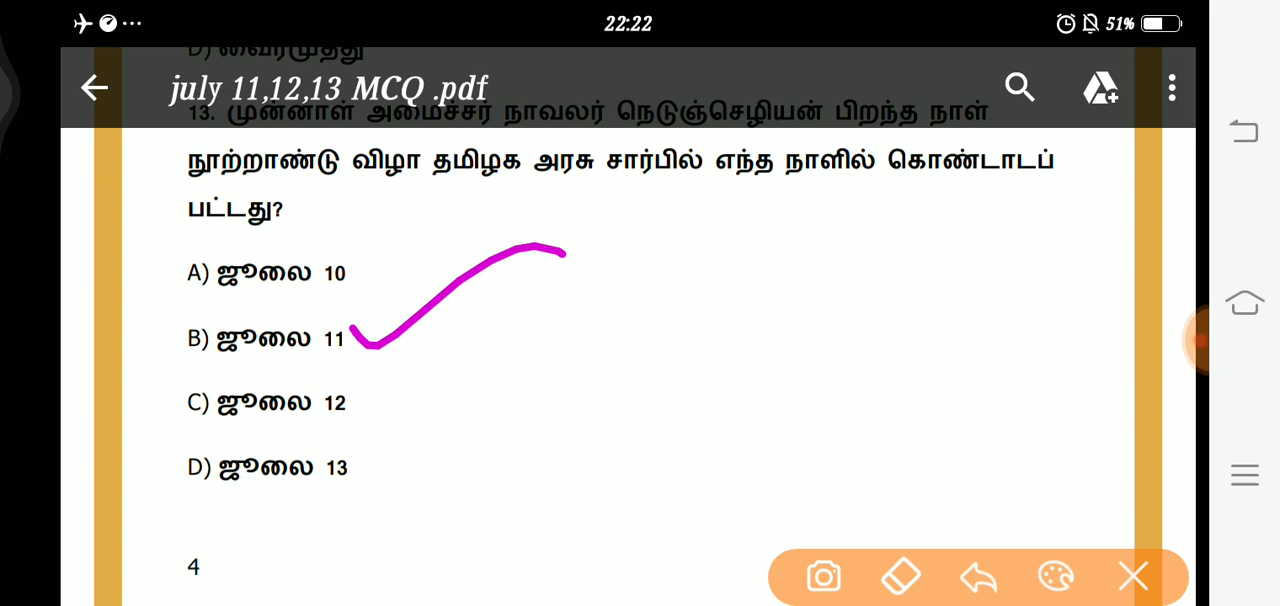 22:22
51%
D) வைரமுத்து
july 11,12,13 MCQ .pdf
13. முன்னாள் அமைச்சர் நாவலர் நெடுஞ்செழியன் பிறந்த நாள்
நூற்றாண்டு விழா தமிழக அரசு சார்பில் எந்த நாளில் கொண்டாடப்
பட்டது?
A) ஜூலை 10
B) ஜூலை 11
C) ஜூலை 12
D) ஜூலை 13
4